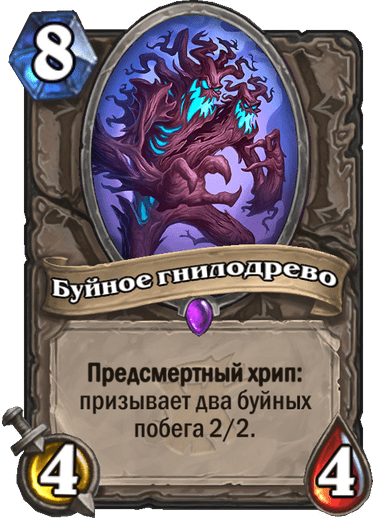 8
Буйное гнилодрево
Предсмертный хрип:
призывает два буйных
побега 2/2.
4
4